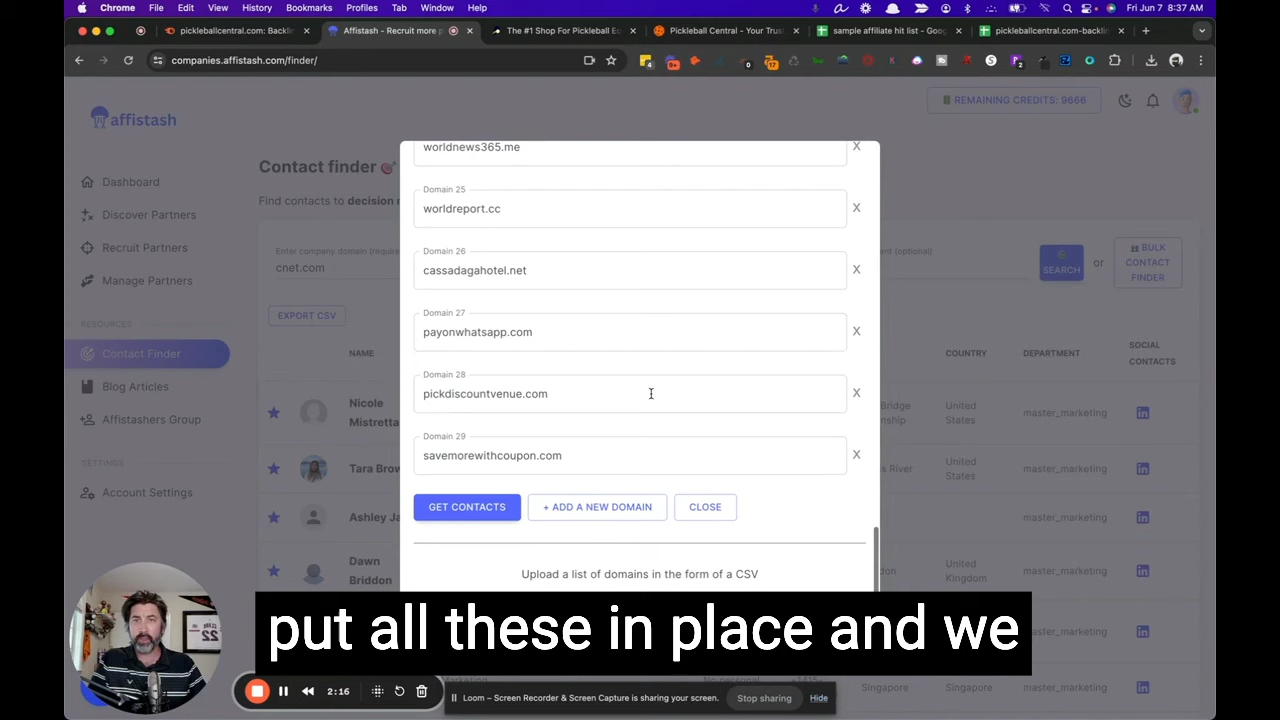 Chrome File Edit View History Bookmarks Profiles Tab Window Help Fri Jun 7 8:37 AM
pickleballcentral.com: Backlin Affistash - Recruit more p The #1 Shop For Pickleball E Pickleball Central - Your Trus sample affiliate hit list - Goog pickleballcentral.com-backlin
companies.affistash.com/finder/
affistash
REMAINING CREDITS: 9666
Contact finder
Find contacts to decision
Dashboard
Discover Partners
Recruit Partners
Manage Partners
RESOURCES
Contact Finder
Blog Articles
Affistashers Group
SETTINGS
Account Settings
Enter company domain (require
cnet.com
(optional)
SEARCH
or
BULK
CONTACT
FINDER
EXPORT CSV
NAME
COUNTRY
DEPARTMENT
SOCIAL
CONTACTS
Nicole
Mistretta
Bridge
United
States
master_marketing
Tara Brow
River
United
States
master_marketing
Ashley Ja
master_marketing
Dawn
Briddon
don
United
Kingdom
master_marketing
Singapore
Singapore
worldnews365.me
X
Domain 25
worldreport.cc
X
Domain 26
cassadagahotel.net
X
Domain 27
payonwhatsapp.com
X
Domain 28
pickdiscountvenue.com
X
Domain 29
savemorewithcoupon.com
X
GET CONTACTS
+ ADD A NEW DOMAIN
CLOSE
Upload a list of domains in the form of a CSV
put all these in place and we
2:16
Loom – Screen Recorder & Screen Capture is sharing your screen.
Stop sharing
Hide